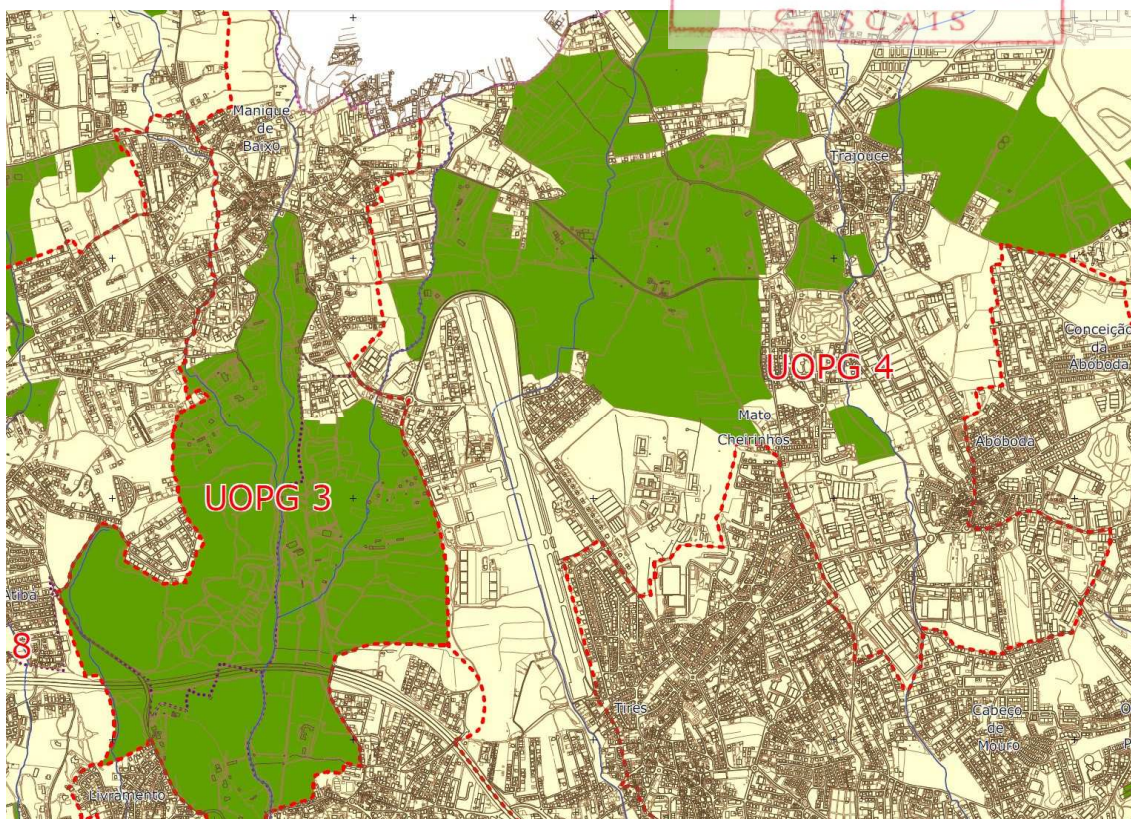 CASCAIS
Manique
de
Baixo
Trajouce
Conceição
da
Abóboda
UOPG 4
Mato
Cheirinhos
Abóboda
UOPG 3
Atibá
8
Tires
Cabeço
de
Mouro
O
P
Livramento